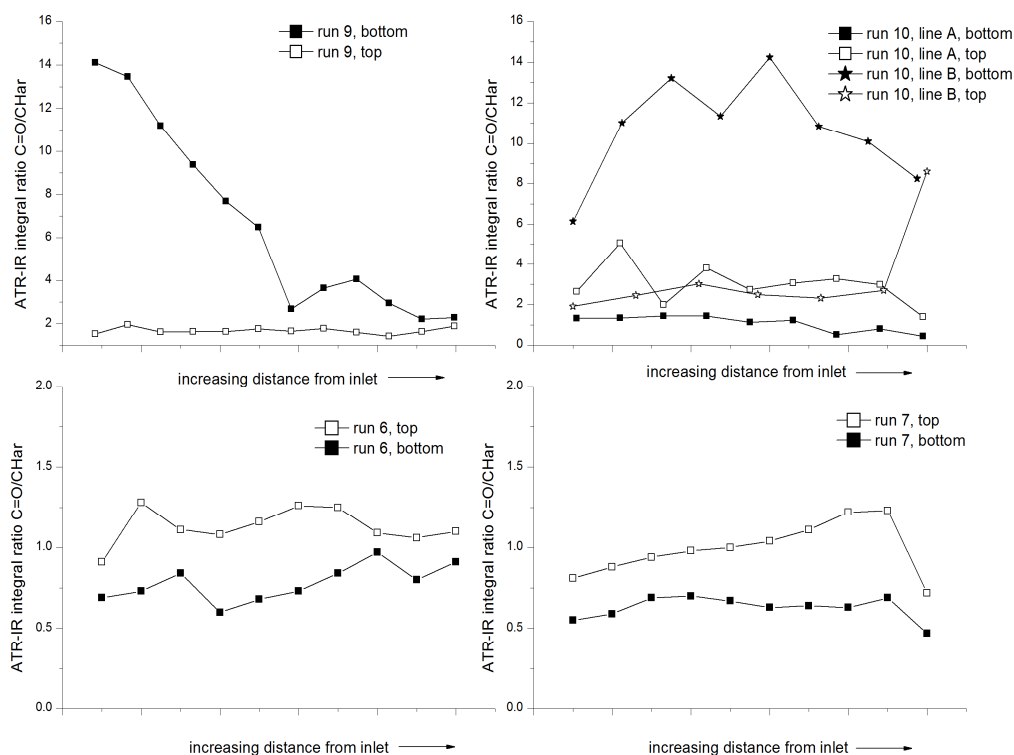 ATR-IR integral ratio C=O/CHar
16
14
12
10
8
6
4
2
run 9, bottom
run 9, top
increasing distance from inlet
ATR-IR integral ratio C=O/CHar
16
14
12
10
8
6
4
2
0
run 10, line A, bottom
run 10, line A, top
run 10, line B, bottom
run 10, line B, top
increasing distance from inlet
ATR-IR integral ratio C=O/CHar
2.0
1.5
1.0
0.5
0.0
run 6, top
run 6, bottom
increasing distance from inlet
ATR-IR integral ratio C=O/CHar
2.0
1.5
1.0
0.5
0.0
run 7, top
run 7, bottom
increasing distance from inlet